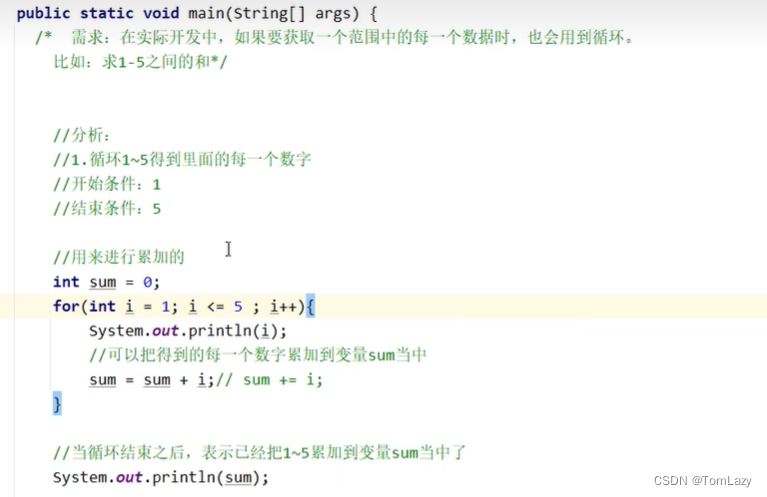 public static void main(String[] args) {
/*  需求：在实际开发中，如果要获取一个范围中的每一个数据时，也会用到循环。
比如：求1-5之间的和*/
//分析：
//1.循环1~5得到里面的每一个数字
//开始条件：1
//结束条件：5
//用来进行累加的
int sum = 0;
for(int i = 1; i <= 5 ; i++){
System.out.println(i);
//可以把得到的每一个数字累加到变量sum当中
sum = sum + i;// sum += i;
}
//当循环结束之后，表示已经把1~5累加到变量sum当中了
System.out.println(sum);
CSDN @TomLazy